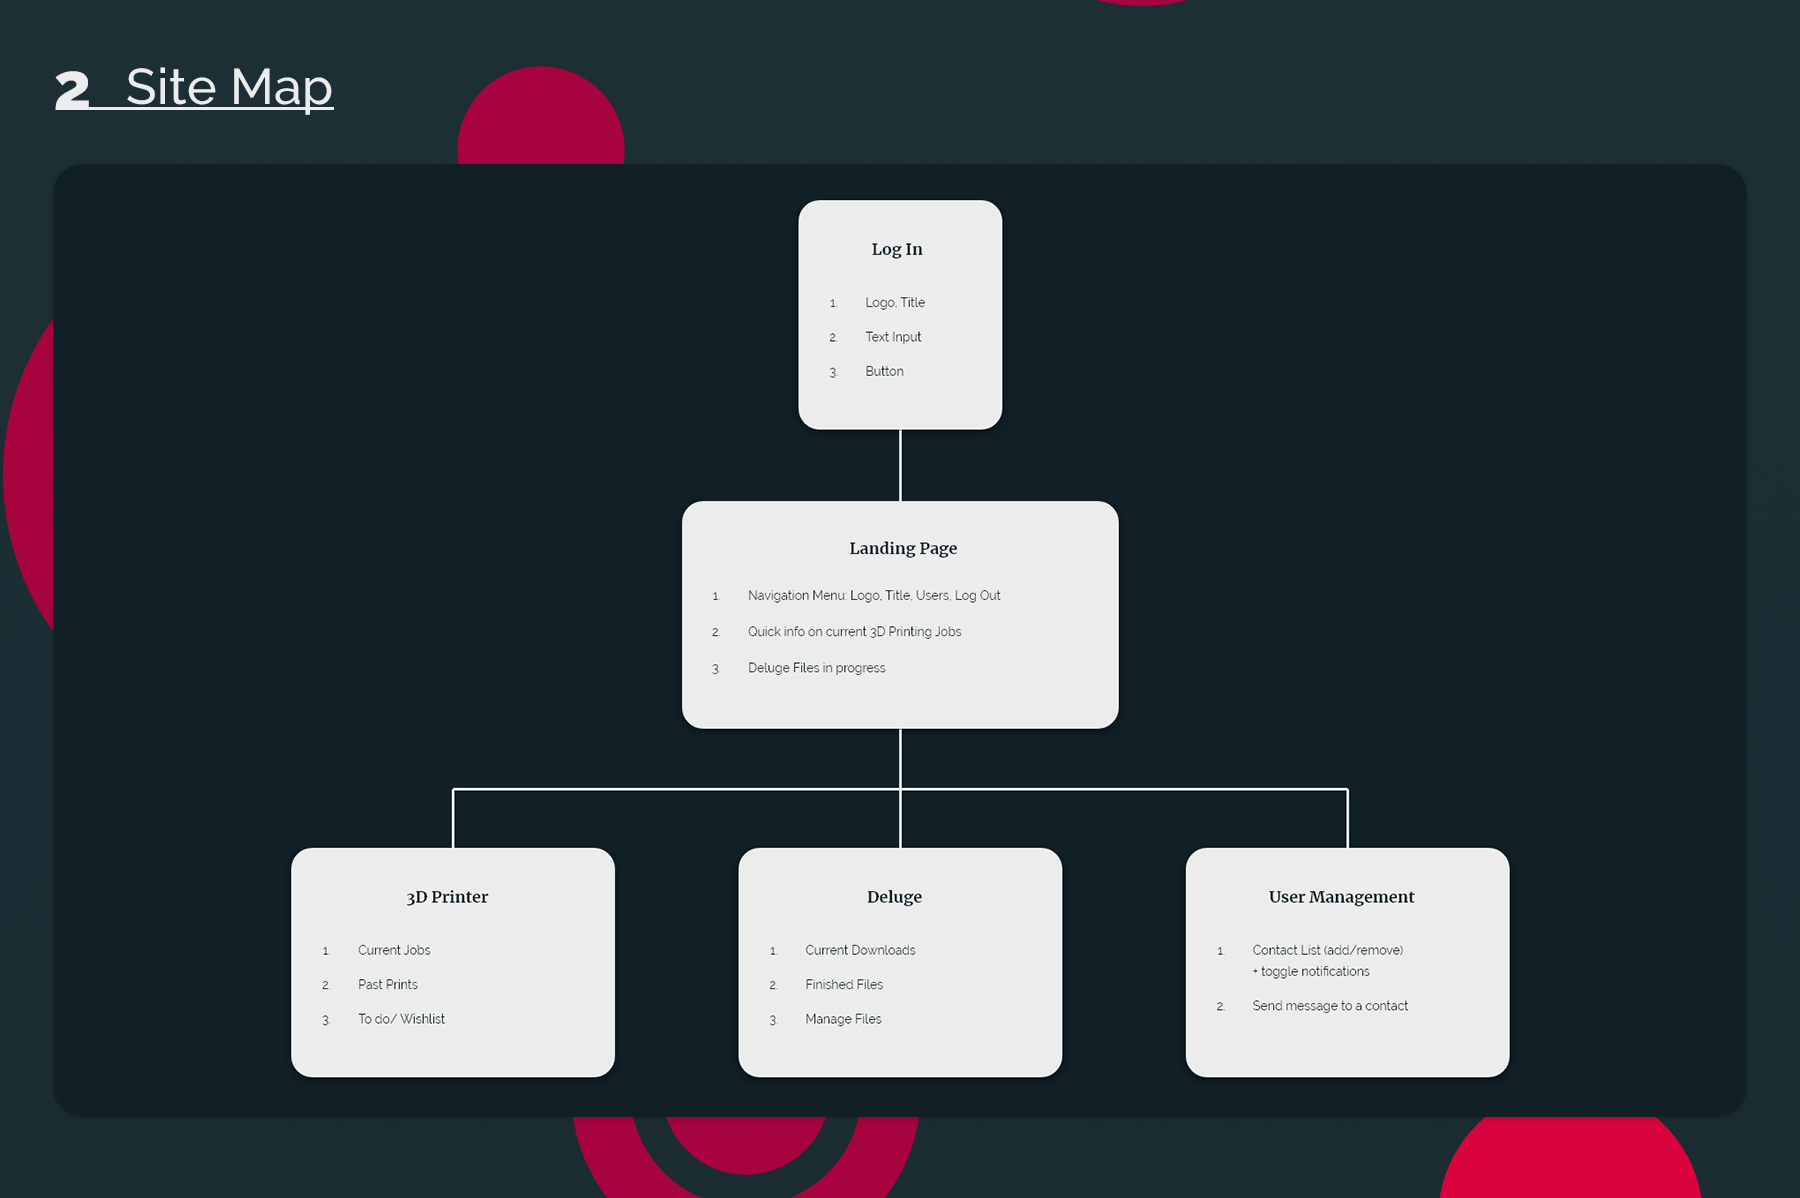 2 Site Map
Log In
1. Logo, Title
2. Text Input
3. Button
Landing Page
1. Navigation Menu: Logo, Title, Users, Log Out
2. Quick info on current 3D Printing Jobs
3. Deluge Files in progress
3D Printer
1. Current Jobs
2. Past Prints
3. To do/ Wishlist
Deluge
1. Current Downloads
2. Finished Files
3. Manage Files
User Management
1. Contact List (add/remove)
+ toggle notifications
2. Send message to a contact